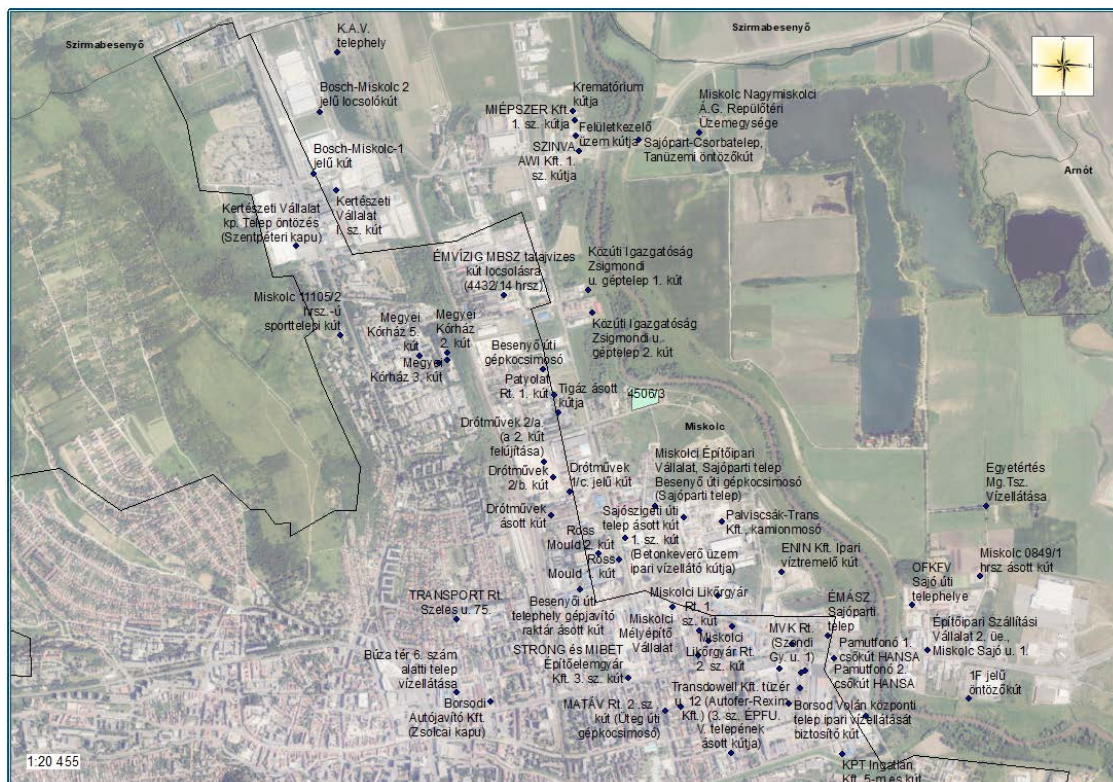 Szirmabesenyő
K.A.V.
telephely
Szirmabesenyő
Bosch-Miskolc 2
jelű locsolókút
Krematórium
kútja
MIÉPSZER Kft
1. sz. kútja
Felületkezelő
üzem kútja
SZINVA
AWI Kft. 1.
sz. kútja
Miskolc Nagymiskolci
Á.G. Repülőtéri
Üzemegysége
Sajópart-Csorbatelep,
Tanüzemi öntözőkút
Bosch-Miskolc-1
jelű kút
Arnót
Kertészeti
Vállalat
I. sz. kút
Kertészeti Vállalat
kp. Telep öntözés
(Szentpéteri kapu)
ÉMVÍZIG MBSZ talajvizes
kút locsolásra
(4432/14 hrsz)
Közúti Igazgatóság
Zsigmondi
u. géptelep 1. kút
Miskolc 11105/2
hrsz.-ú
sporttelepi kút
Megyei
Kórház 5.
kút
Megyei
Kórház
2. kút
Megyei
Kórház 3. kút
Közúti Igazgatóság
Zsigmondi u.
géptelep 2. kút
Besenyő úti
gépkocsimosó
Patyolat
Rt. 1. kút
Tigáz ásott
kútja
4506/3
Miskolc
Drótművek 2/a.
(a 2. kút
felújítása)
Drótművek
2/b. kút
Drótművek
1/c. jelű kút
Drótművek
ásott kút
Miskolci Építőipari
Vállalat, Sajóparti telep
Besenyő úti gépkocsimosó
(Sajóparti telep)
Egyetértés
Mg.Tsz.
Vízellátása
Sajószigeti úti
telep ásott kút
1. sz. kút
(Betonkeverő üzem
ipari vízellátó kútja)
Palviscsák-Trans
Kft., kamionmosó
Ross
Mould 2. kút
Ross
Mould 1. kút
ENIN Kft. Ipari
víztremelő kút
Miskolc 0849/1
hrsz. ásott kút
OFKFV
Sajó úti
telephelye
Besenyői úti
telephely gépjavító
raktár ásott kút
TRANSPORT Rt.
Szeles u. 75.
Miskolci Likőrgyár
Rt. 1.
sz. kút
Miskolci
Mélyépítő
Vállalat
Miskolci
Likőrgyár Rt.
2. sz. kút
MVK Rt.
(Szondi
Gy. u. 1)
ÉMÁSZ
Sajóparti
telep
Építőipari Szállítási
Vállalat 2, üe.,
Miskolc Sajó u. 1.
Pamutfonó 1.
csőkút HANSA
Pamutfonó 2.
csőkút HANSA
STRONG és MIBET
Építőelemgyár
Kft. 3. sz. kút
Búza tér 6. szám
alatti telep
vízellátása
Borsodi
Autójavító Kft.
(Zsolcai kapu)
MATÁV Rt. 2. sz.
kút (Üteg úti
gépkocsimosó)
Transdowell Kft. tüzér
u. 12 (Autofer-Rexim
Kft.) (3. sz. ÉPFU.
V. telepének
ásott kútja)
Borsod Volán központi
telep ipari vízellátását
biztosító kút
1F jelű
öntözőkút
KPT Ingatlan
Kft. 5-m es kút
1:20 455